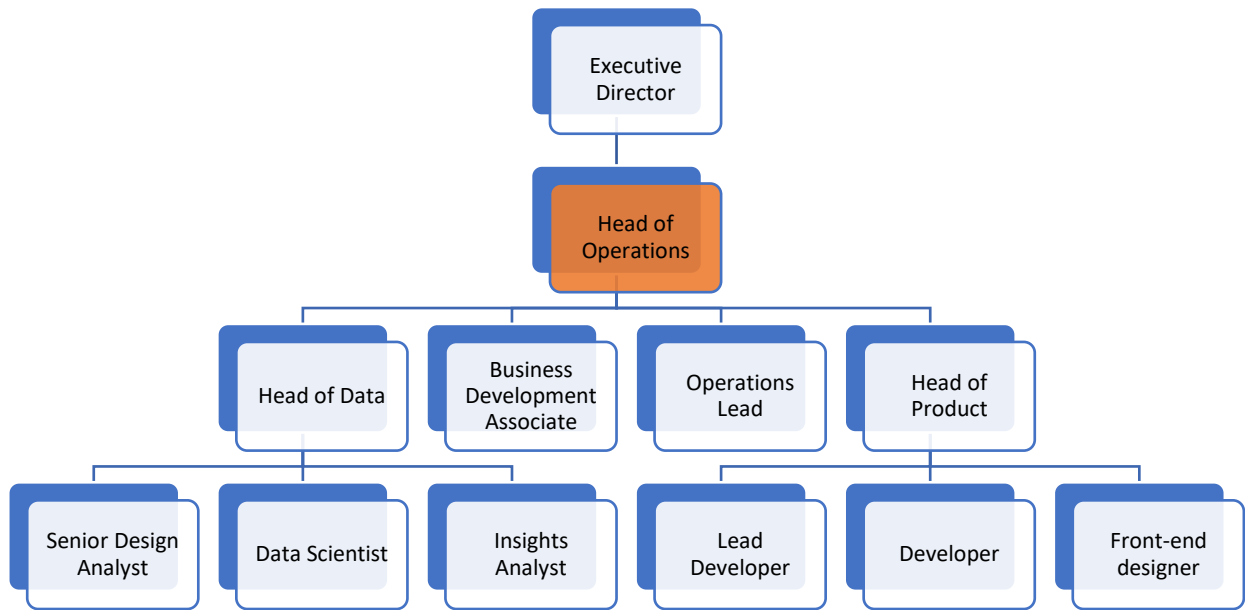 Executive
Director
Head of
Operations
Head of Data
Business
Development
Associate
Operations
Lead
Head of
Product
Senior Design
Analyst
Data Scientist
Insights
Analyst
Lead
Developer
Developer
Front-end
designer